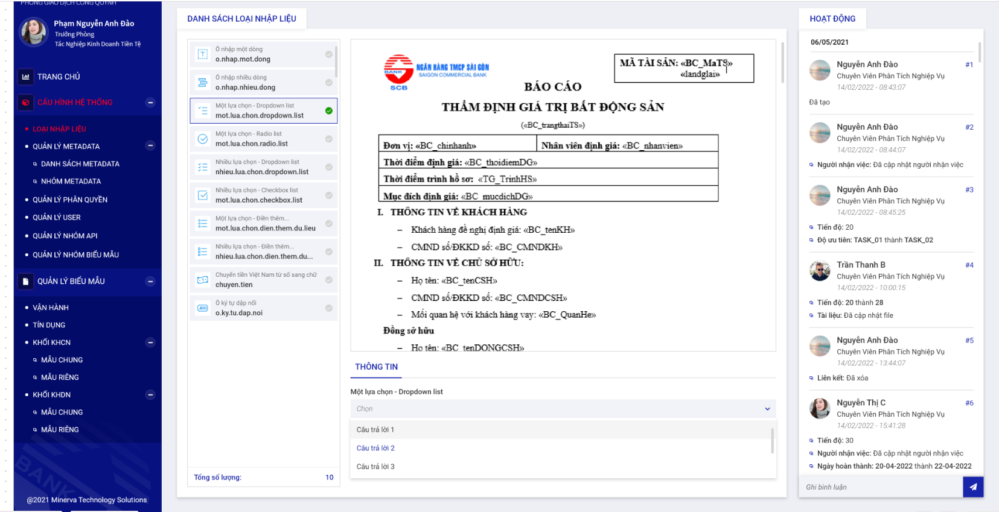 PHÒNG GIAO DỊCH CỐNG QUỲNH
Phạm Nguyễn Anh Đào
Trưởng Phòng
Tác Nghiệp Kinh Doanh Tiền Tệ
TRANG CHỦ
CẤU HÌNH HỆ THỐNG
LOẠI NHẬP LIỆU
QUẢN LÝ METADATA
DANH SÁCH METADATA
NHÓM METADATA
QUẢN LÝ PHÂN QUYỀN
QUẢN LÝ USER
QUẢN LÝ NHÓM API
QUẢN LÝ NHÓM BIỂU MẪU
QUẢN LÝ BIỂU MẪU
VẬN HÀNH
TÍN DỤNG
KHỐI KHCN
MẪU CHUNG
MẪU RIÊNG
KHỐI KHDN
MẪU CHUNG
MẪU RIÊNG
BANK
@2021 Minerva Technology Solutions
DANH SÁCH LOẠI NHẬP LIỆU
Ô nhập một dòng
o.nhap.mot.dong
Ô nhập nhiều dòng
o.nhap.nhieu.dong
Một lựa chọn - Dropdown list
mot.lua.chon.dropdown.list
Một lựa chọn - Radio list
mot.lua.chon.radio.list
Nhiều lựa chọn - Dropdown list
nhieu.lua.chon.dropdown.list
Nhiều lựa chọn - Checkbox list
mot.lua.chon.checkbox.list
Một lựa chọn - Điền thêm...
mot.lua.chon.dien.them.du.lieu
Nhiều lựa chọn - Điền thêm...
nhieu.lua.chon.dien.them.du...
Chuyển tiền Việt Nam từ số sang chữ
chuyen.tien
Ô ký tự dập nổi
o.ky.tu.dap.noi
Tổng số lượng: 10
BANK
SCB
NGÂN HÀNG TMCP SÀI GÒN
SAIGON COMMERCIAL BANK
MÃ TÀI SẢN: «BC_MaTS»
«landglai»
BÁO CÁO
THẨM ĐỊNH GIÁ TRỊ BẤT ĐỘNG SẢN
(«BC_trangthaiTS»)
Đơn vị: «BC_chinhanh» Nhân viên định giá: «BC_nhanvien»
Thời điểm định giá: «BC_thoidiemDG»
Thời điểm trình hồ sơ: «TG_TrinhHS»
Mục đích định giá: «BC_mucdichDG»
I. THÔNG TIN VỀ KHÁCH HÀNG
– Khách hàng đề nghị định giá: «BC_tenKH»
– CMND số/ĐKKD số: «BC_CMNDKH»
II. THÔNG TIN VỀ CHỦ SỞ HỮU:
– Họ tên: «BC_tenCSH»
– CMND số/ĐKKD số: «BC_CMNDCSH»
– Mối quan hệ với khách hàng vay: «BC_QuanHe»
Đồng sở hữu
– Họ tên: «BC_tenDONGCSH»
THÔNG TIN
Một lựa chọn - Dropdown list
Chọn
Câu trả lời 1
Câu trả lời 2
Câu trả lời 3
HOẠT ĐỘNG
06/05/2021
Nguyễn Anh Đào #1
Chuyên Viên Phân Tích Nghiệp Vụ
14/02/2022 - 08:43:07
Đã tạo
Nguyễn Anh Đào #2
Chuyên Viên Phân Tích Nghiệp Vụ
14/02/2022 - 08:44:07
Người nhận việc: Đã cập nhật người nhận việc
Nguyễn Anh Đào #3
Chuyên Viên Phân Tích Nghiệp Vụ
14/02/2022 - 08:45:25
Tiến độ: 20
Độ ưu tiên: TASK_01 thành TASK_02
Trần Thanh B #4
Chuyên Viên Phân Tích Nghiệp Vụ
14/02/2022 - 10:00:15
Tiến độ: 20 thành 28
Tài liệu: Đã cập nhật file
Nguyễn Anh Đào #5
Chuyên Viên Phân Tích Nghiệp Vụ
14/02/2022 - 13:44:07
Liên kết: Đã xóa
Nguyễn Thị C #6
Chuyên Viên Phân Tích Nghiệp Vụ
14/02/2022 - 15:41:28
Tiến độ: 30
Người nhận việc: Đã cập nhật người nhận việc
Ngày hoàn thành: 20-04-2022 thành 22-04-2022
Ghi bình luận